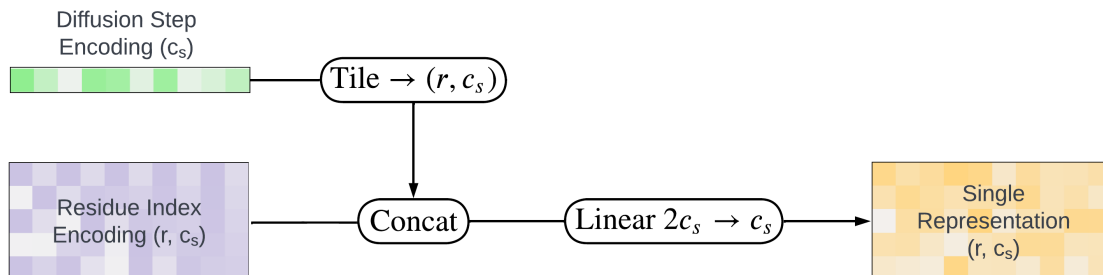 Diffusion Step
Encoding (cₛ)
Tile → (r, cₛ)
Residue Index
Encoding (r, cₛ)
Concat
Linear 2cₛ → cₛ
Single
Representation
(r, cₛ)